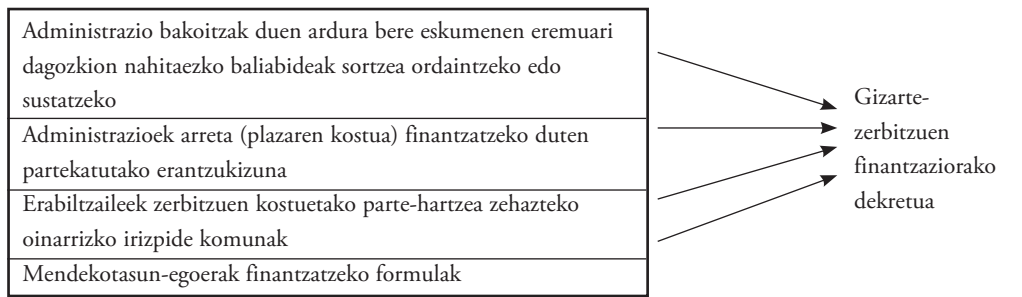 Administrazio bakoitzak duen ardura bere eskumenen eremuari
dagozkion nahitaezko baliabideak sortzea ordaintzeko edo
sustatzeko
Administrazioek arreta (plazaren kostua) finantzatzeko duten
partekatutako erantzukizuna
Erabiltzaileek zerbitzuen kostuetako parte-hartzea zehazteko
oinarrizko irizpide komunak
Mendekotasun-egoerak finantzatzeko formulak
Gizarte-
zerbitzuen
finantzaziorako
dekretua